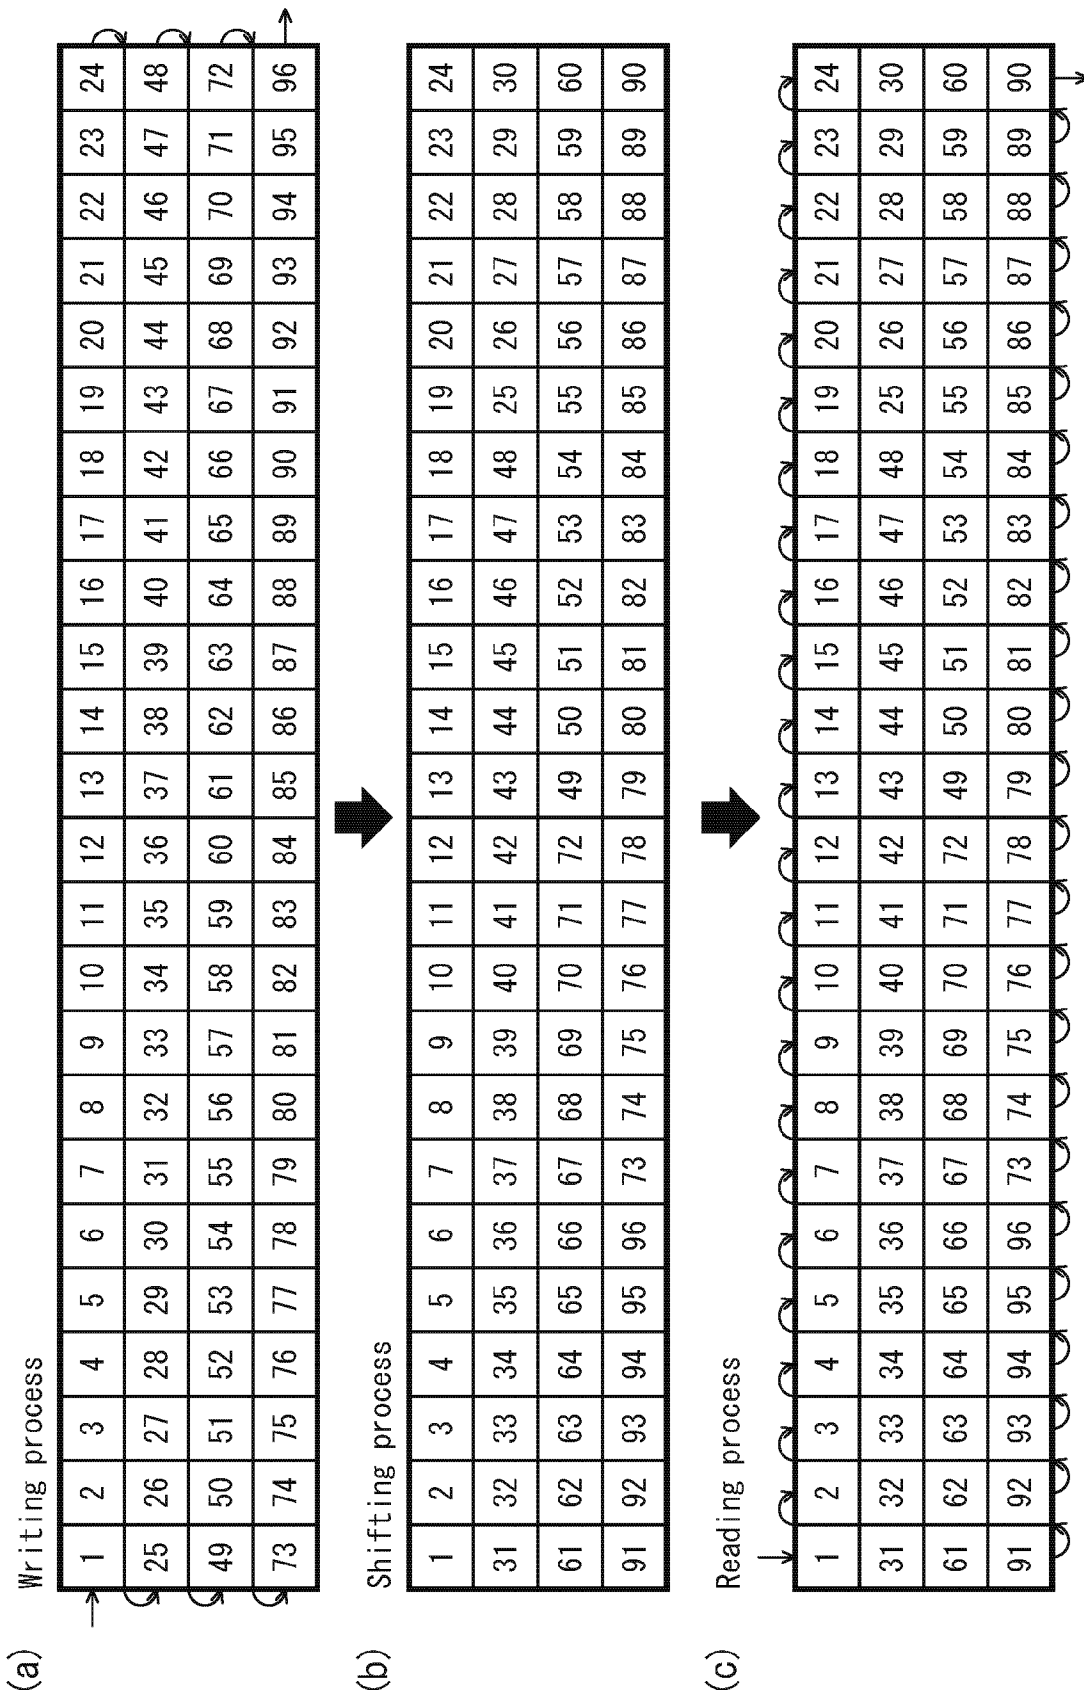 (a) Writing process
1 2 3 4 5 6 7 8 9 10 11 12 13 14 15 16 17 18 19 20 21 22 23 24
25 26 27 28 29 30 31 32 33 34 35 36 37 38 39 40 41 42 43 44 45 46 47 48
49 50 51 52 53 54 55 56 57 58 59 60 61 62 63 64 65 66 67 68 69 70 71 72
73 74 75 76 77 78 79 80 81 82 83 84 85 86 87 88 89 90 91 92 93 94 95 96
(b) Shifting process
1 2 3 4 5 6 7 8 9 10 11 12 13 14 15 16 17 18 19 20 21 22 23 24
31 32 33 34 35 36 37 38 39 40 41 42 43 44 45 46 47 48 25 26 27 28 29 30
61 62 63 64 65 66 67 68 69 70 71 72 49 50 51 52 53 54 55 56 57 58 59 60
91 92 93 94 95 96 73 74 75 76 77 78 79 80 81 82 83 84 85 86 87 88 89 90
(c) Reading process
1 2 3 4 5 6 7 8 9 10 11 12 13 14 15 16 17 18 19 20 21 22 23 24
31 32 33 34 35 36 37 38 39 40 41 42 43 44 45 46 47 48 25 26 27 28 29 30
61 62 63 64 65 66 67 68 69 70 71 72 49 50 51 52 53 54 55 56 57 58 59 60
91 92 93 94 95 96 73 74 75 76 77 78 79 80 81 82 83 84 85 86 87 88 89 90